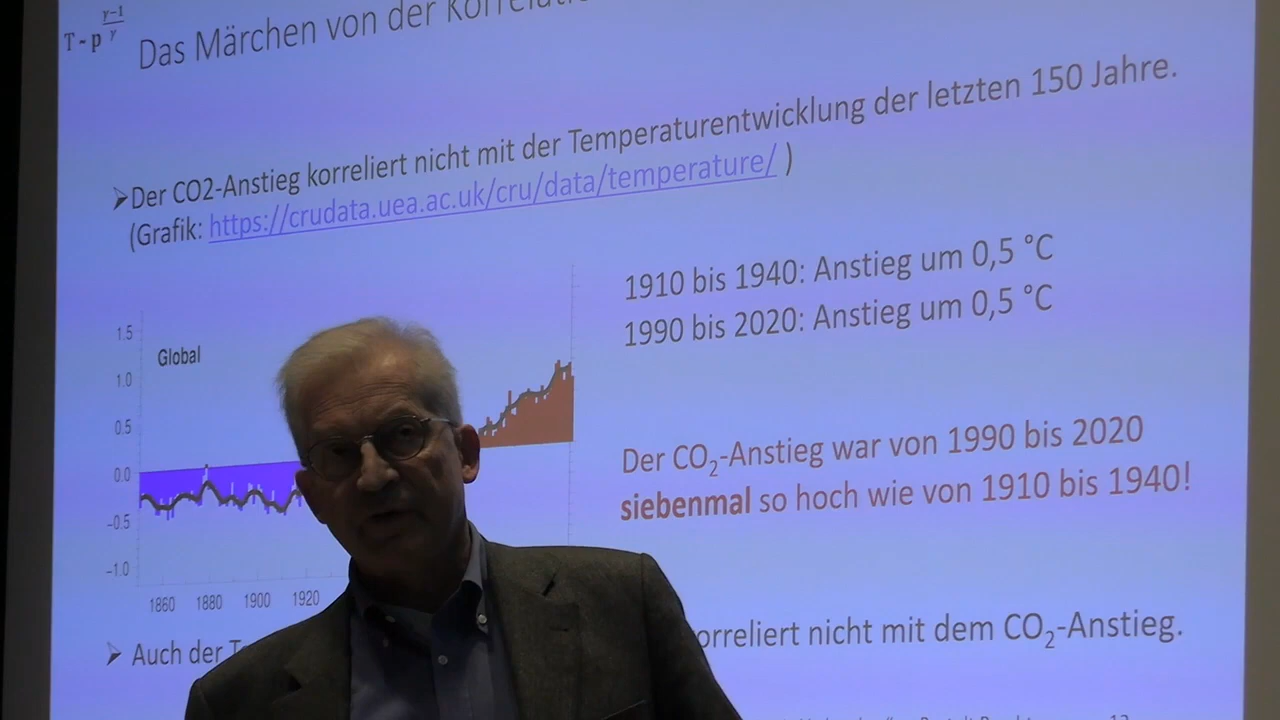 T - p
γ-1
γ
Das Märchen von der
➢Der CO2-Anstieg korreliert nicht mit der Temperaturentwicklung der letzten 150 Jahre.
(Grafik: https://crudata.uea.ac.uk/cru/data/temperature/ )
1910 bis 1940: Anstieg um 0,5 °C
1990 bis 2020: Anstieg um 0,5 °C
Global
1.5
1.0
0.5
0.0
-0.5
-1.0
1860 1880 1900 1920
Der CO₂-Anstieg war von 1990 bis 2020
siebenmal so hoch wie von 1910 bis 1940!
➢ Auch der orreliert nicht mit dem CO₂-Anstieg.